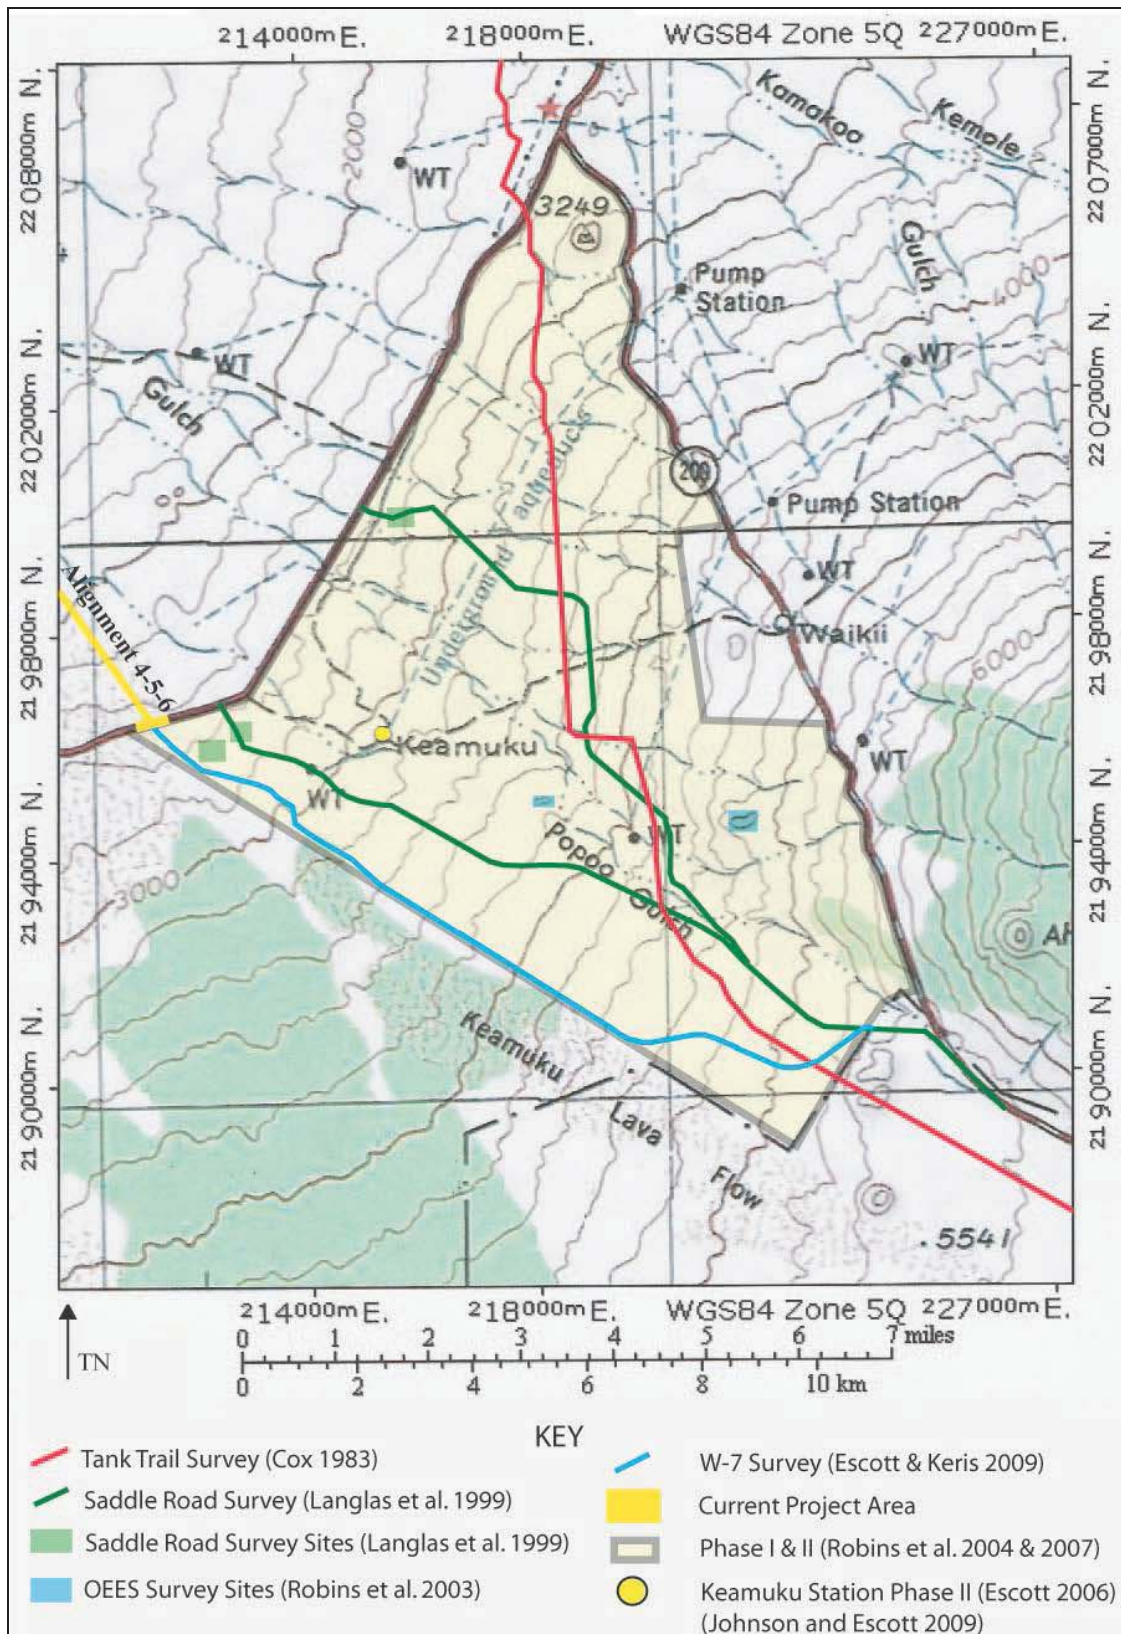 214000m E.
218000m E.
WGS84 Zone 5Q
227000m E.
22 08000m N.
22 02000m N.
21 98000m N.
21 94000m N.
21 90000m N.
22 07000m N.
22 02000m N.
21 98000m N.
21 94000m N.
21 90000m N.
2000
Kamakoa
Kemole
WT
3249
Gulch
Pump
Station
4000
WT
Gulch
WT
Underground aqueducts
200
Pump Station
WT
Waikii
6000
Alignment 4-5-6
Keamuku
WT
WT
WT
Popoo Gulch
3000
Keamuku
Lava
Flow
. 5541
214000m E.
218000m E.
WGS84 Zone 5Q
227000m E.
0 1 2 3 4 5 6 7 miles
0 2 4 6 8 10 km
TN
KEY
Tank Trail Survey (Cox 1983)
Saddle Road Survey (Langlas et al. 1999)
Saddle Road Survey Sites (Langlas et al. 1999)
OEES Survey Sites (Robins et al. 2003)
W-7 Survey (Escott & Keris 2009)
Current Project Area
Phase I & II (Robins et al. 2004 & 2007)
Keamuku Station Phase II (Escott 2006)
(Johnson and Escott 2009)